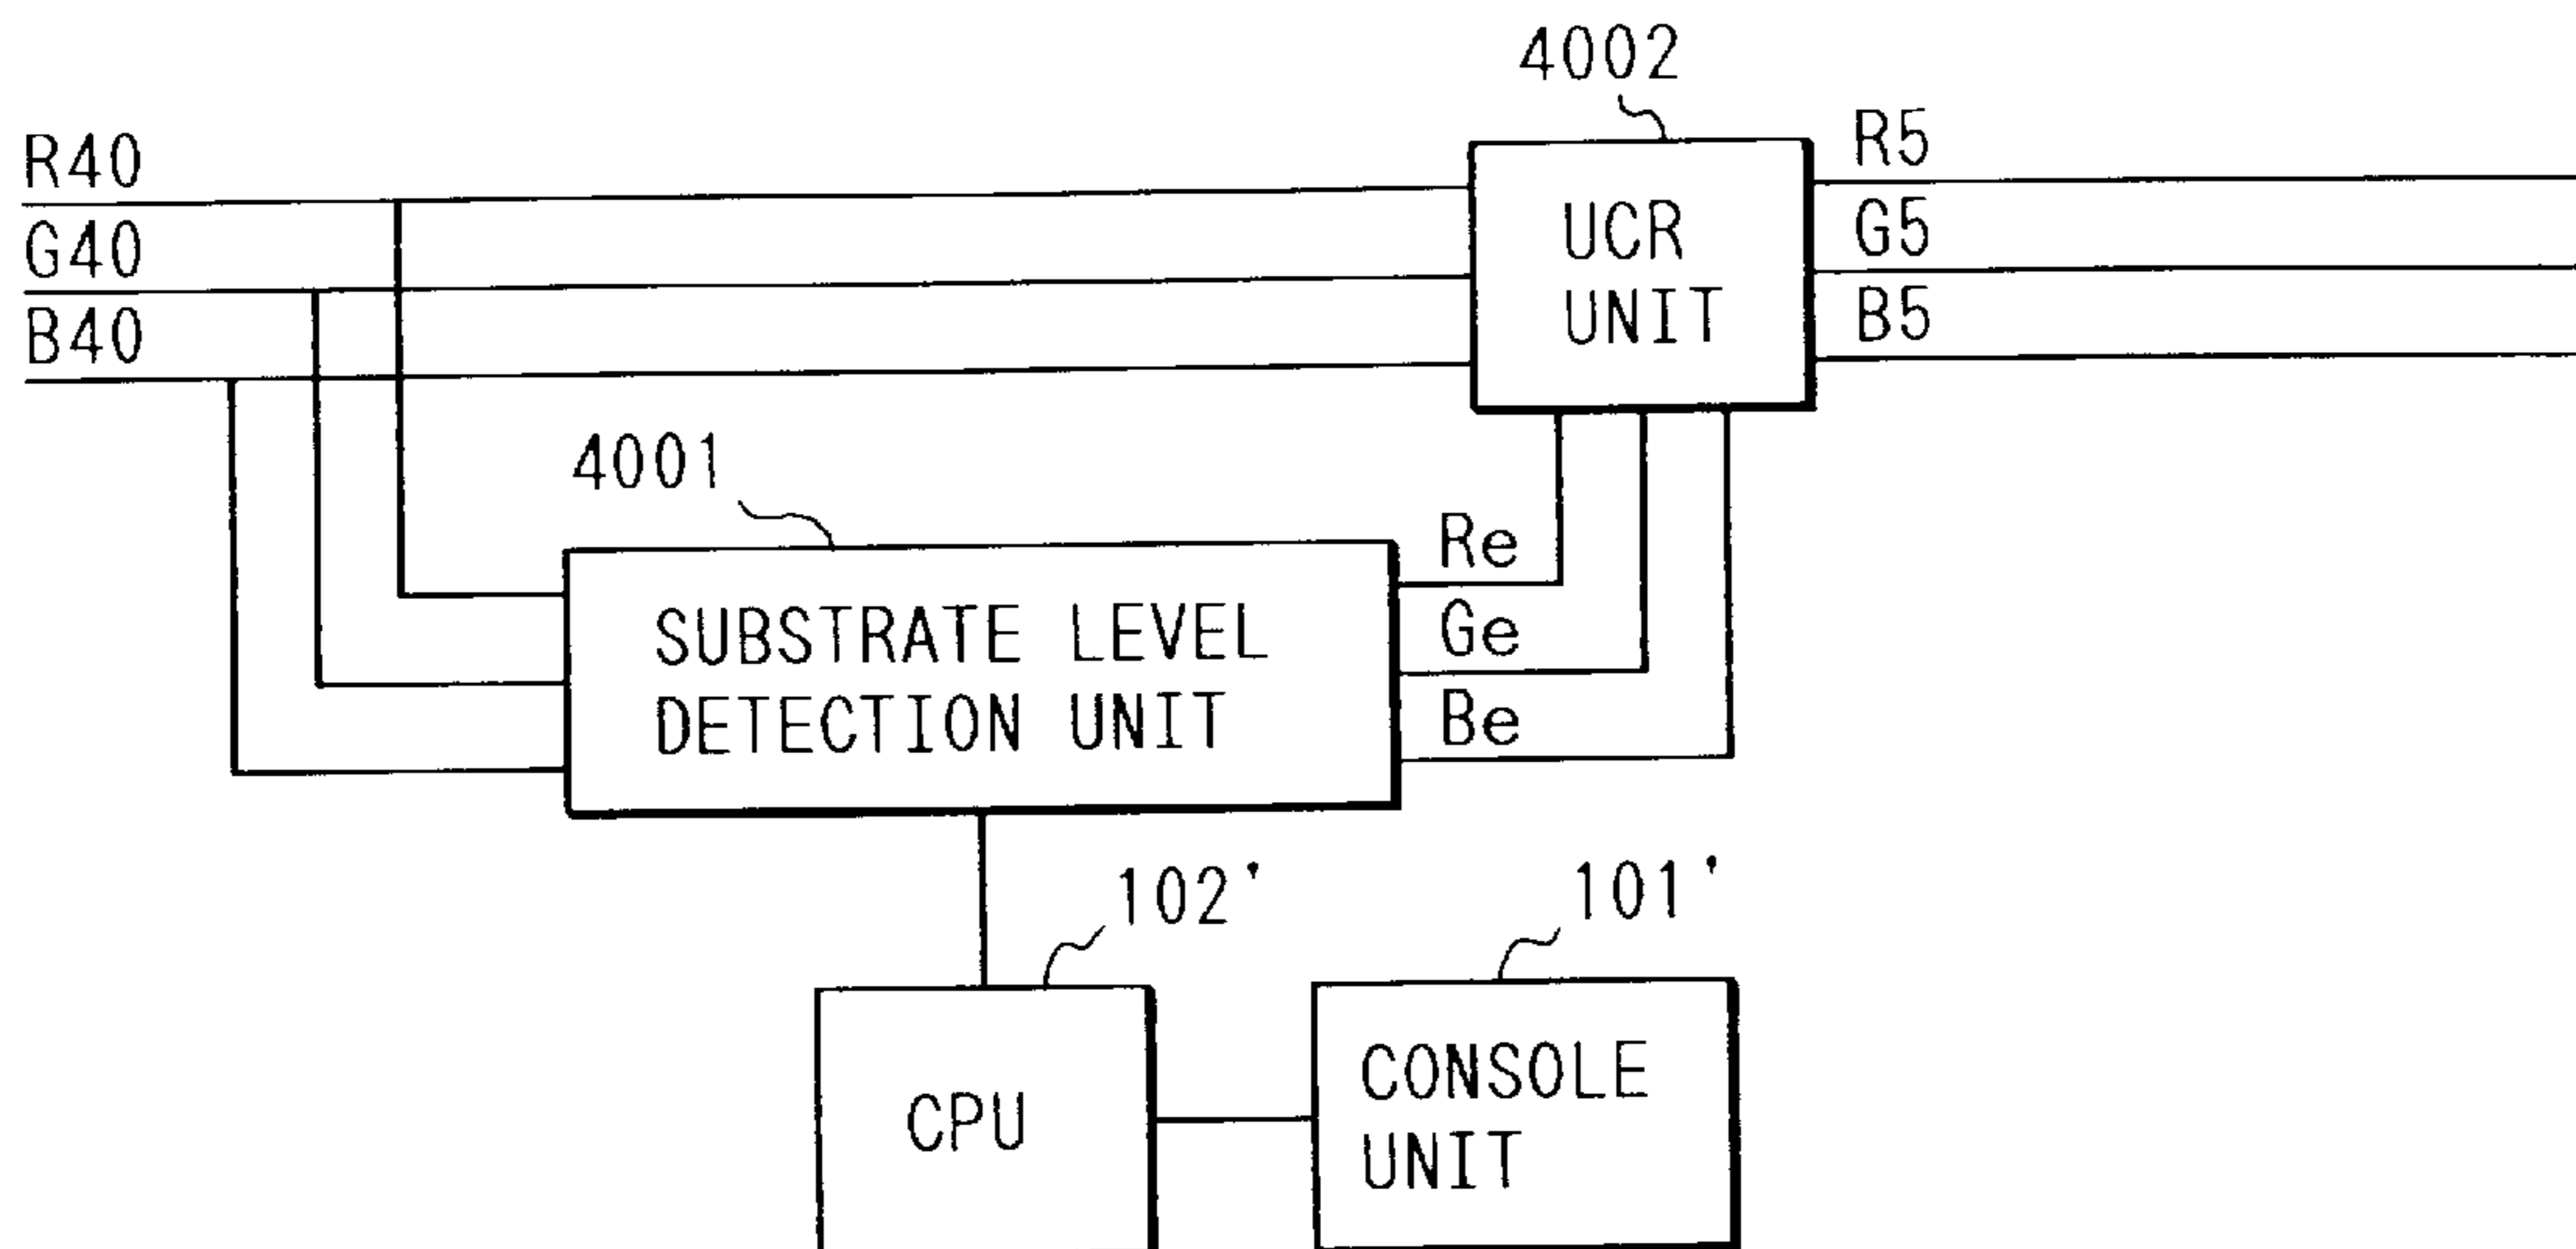 4002
R40
G40
B40
UCR
UNIT
R5
G5
B5
4001
SUBSTRATE LEVEL
DETECTION UNIT
Re
Ge
Be
102'
101'
CPU
CONSOLE
UNIT